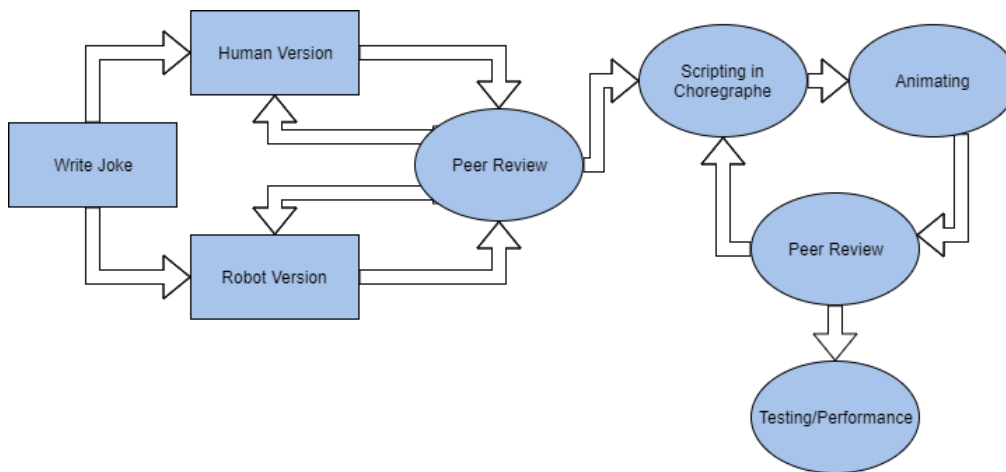 Human Version
Write Joke
Peer Review
Robot Version
Scripting in
Choregraphe
Animating
Peer Review
Testing/Performance